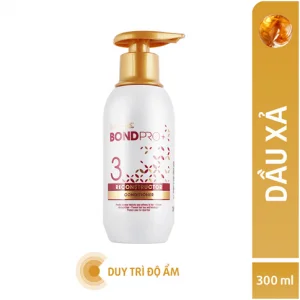 BONDPRO+
3
RECONSTRUCTOR
CONDITIONER
DUY TRÌ ĐỘ ẨM
DẦU XẢ
300 ml